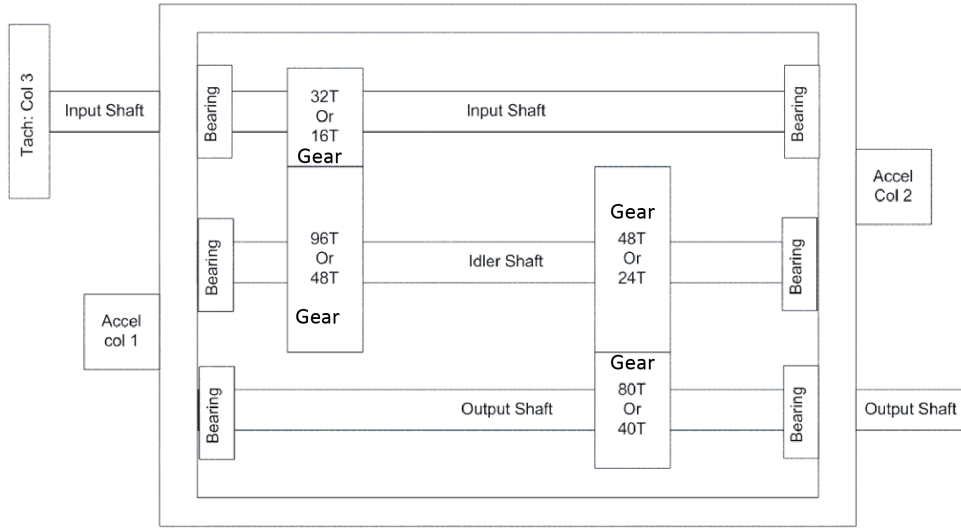 Tach: Col 3
Input Shaft
Bearing
32T
Or
16T
Gear
Input Shaft
Bearing
Accel
Col 2
Bearing
96T
Or
48T
Gear
Idler Shaft
Gear
48T
Or
24T
Bearing
Accel
col 1
Bearing
Output Shaft
Gear
80T
Or
40T
Bearing
Output Shaft